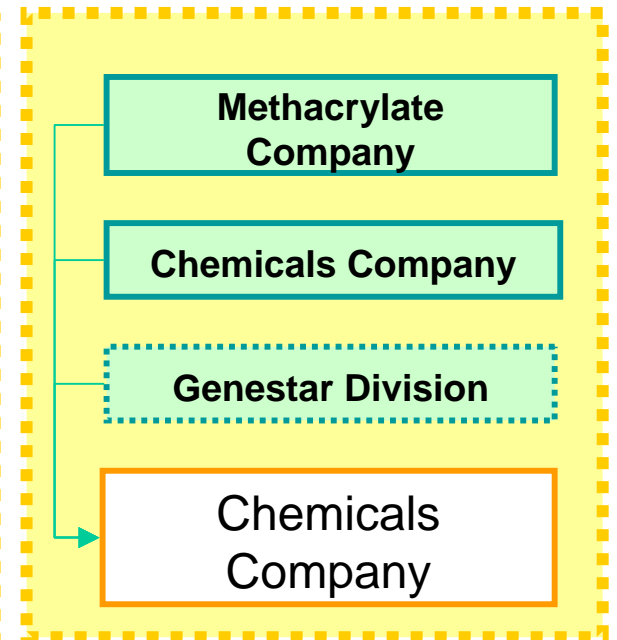 Methacrylate
Company
Chemicals Company
Genestar Division
Chemicals
Company